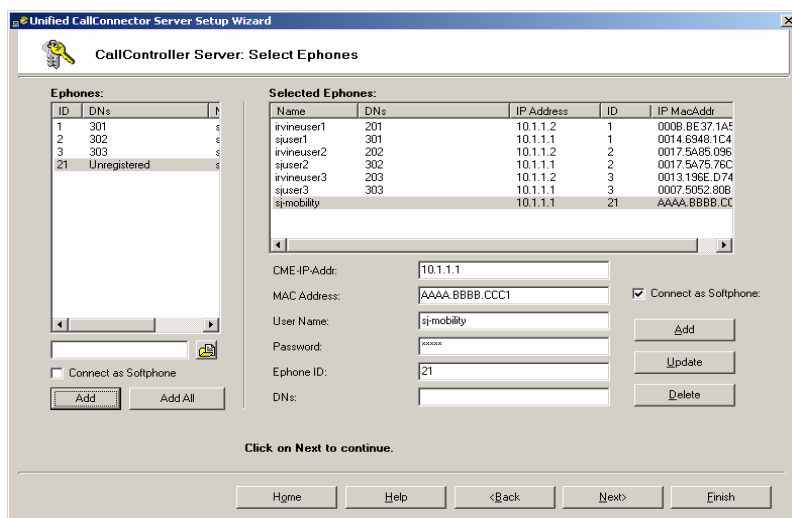 Unified CallConnector Server Setup Wizard
CallController Server: Select Ephones
Ephones:
ID DNs
1 301
2 302
3 303
21 Unregistered
Selected Ephones:
Name DNs IP Address ID IP MacAddr
irvineuser1 201 10.1.1.2 1 000B.BE37.1A5
sjuser1 301 10.1.1.1 1 0014.6948.1C4
irvineuser2 202 10.1.1.2 2 0017.5A85.096
sjuser2 302 10.1.1.1 2 0017.5A75.76C
irvineuser3 203 10.1.1.2 3 0013.196E.D74
sjuser3 303 10.1.1.1 3 0007.5052.80B
sj-mobility 10.1.1.1 21 AAAA.BBBB.CC
CME-IP-Addr: 10.1.1.1
MAC Address: AAAA.BBBB.CCC1
Connect as Softphone:
User Name: sj-mobility
Password: xxxxx
Ephone ID: 21
DNs:
Add
Update
Delete
Connect as Softphone
Add Add All
Click on Next to continue.
Home Help <Back Next> Finish